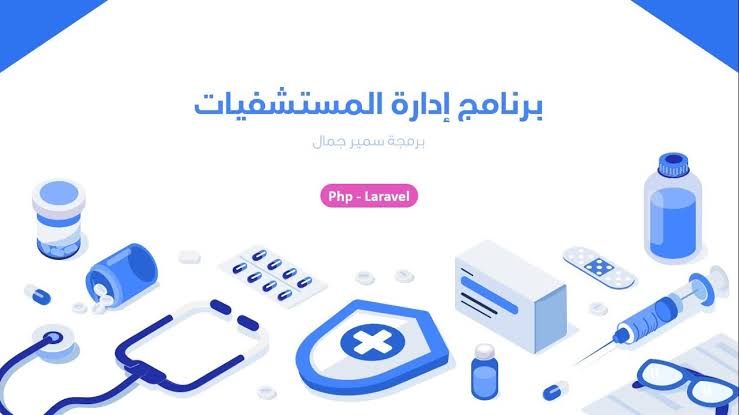 برنامج إدارة المستشفيات
برمجة سمير جمال
Php - Laravel